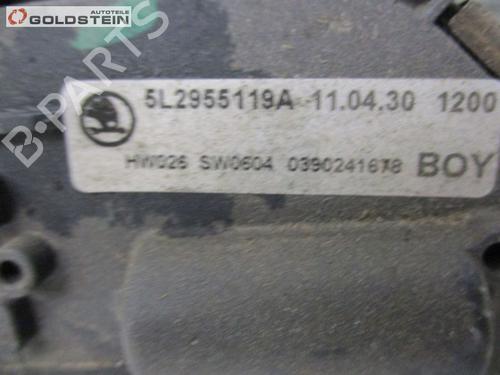 AUTOTEILE
GOLDSTEIN
B-PARTS
5L2955119A 11.04.30 1200
HW026 SW0604 0390241678 BOY